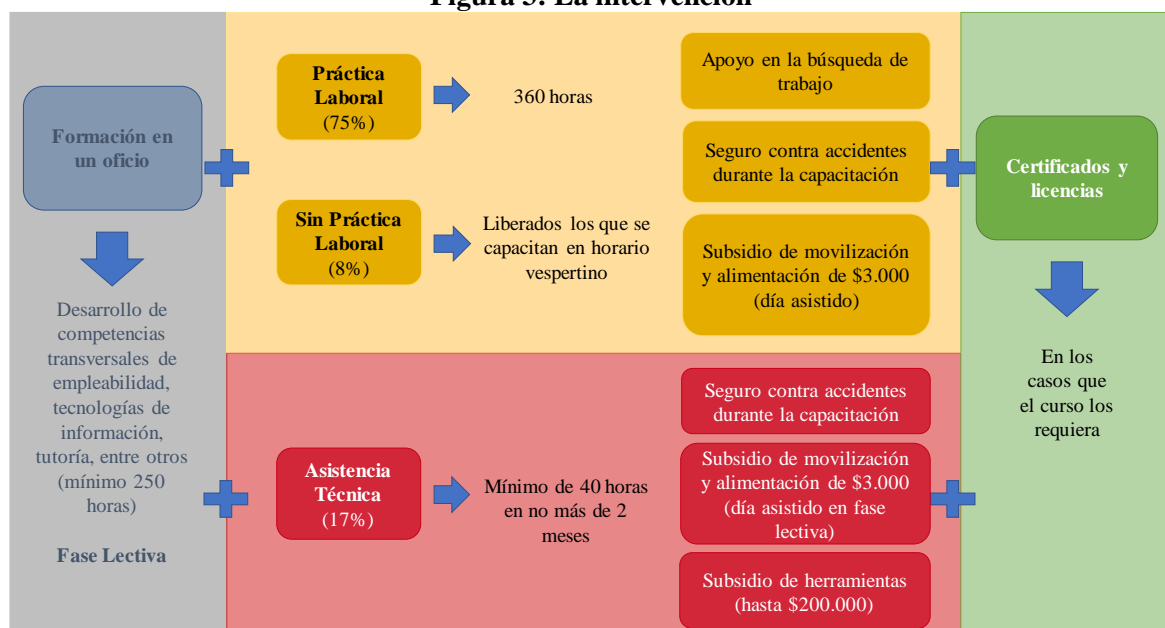 Figura 3: La intervención
Formación en
un oficio
Desarrollo de
competencias
transversales de
empleabilidad,
tecnologías de
información,
tutoría, entre otros
(mínimo 250
horas)
Fase Lectiva
Práctica
Laboral
(75%)
360 horas
Sin Práctica
Laboral
(8%)
Liberados los que se
capacitan en horario
vespertino
Apoyo en la búsqueda de
trabajo
Seguro contra accidentes
durante la capacitación
Subsidio de movilización
y alimentación de $3.000
(día asistido)
Asistencia
Técnica
(17%)
Mínimo de 40 horas
en no más de 2
meses
Seguro contra accidentes
durante la capacitación
Subsidio de movilización
y alimentación de $3.000
(día asistido en fase
lectiva)
Subsidio de herramientas
(hasta $200.000)
Certificados y
licencias
En los
casos que
el curso los
requiera